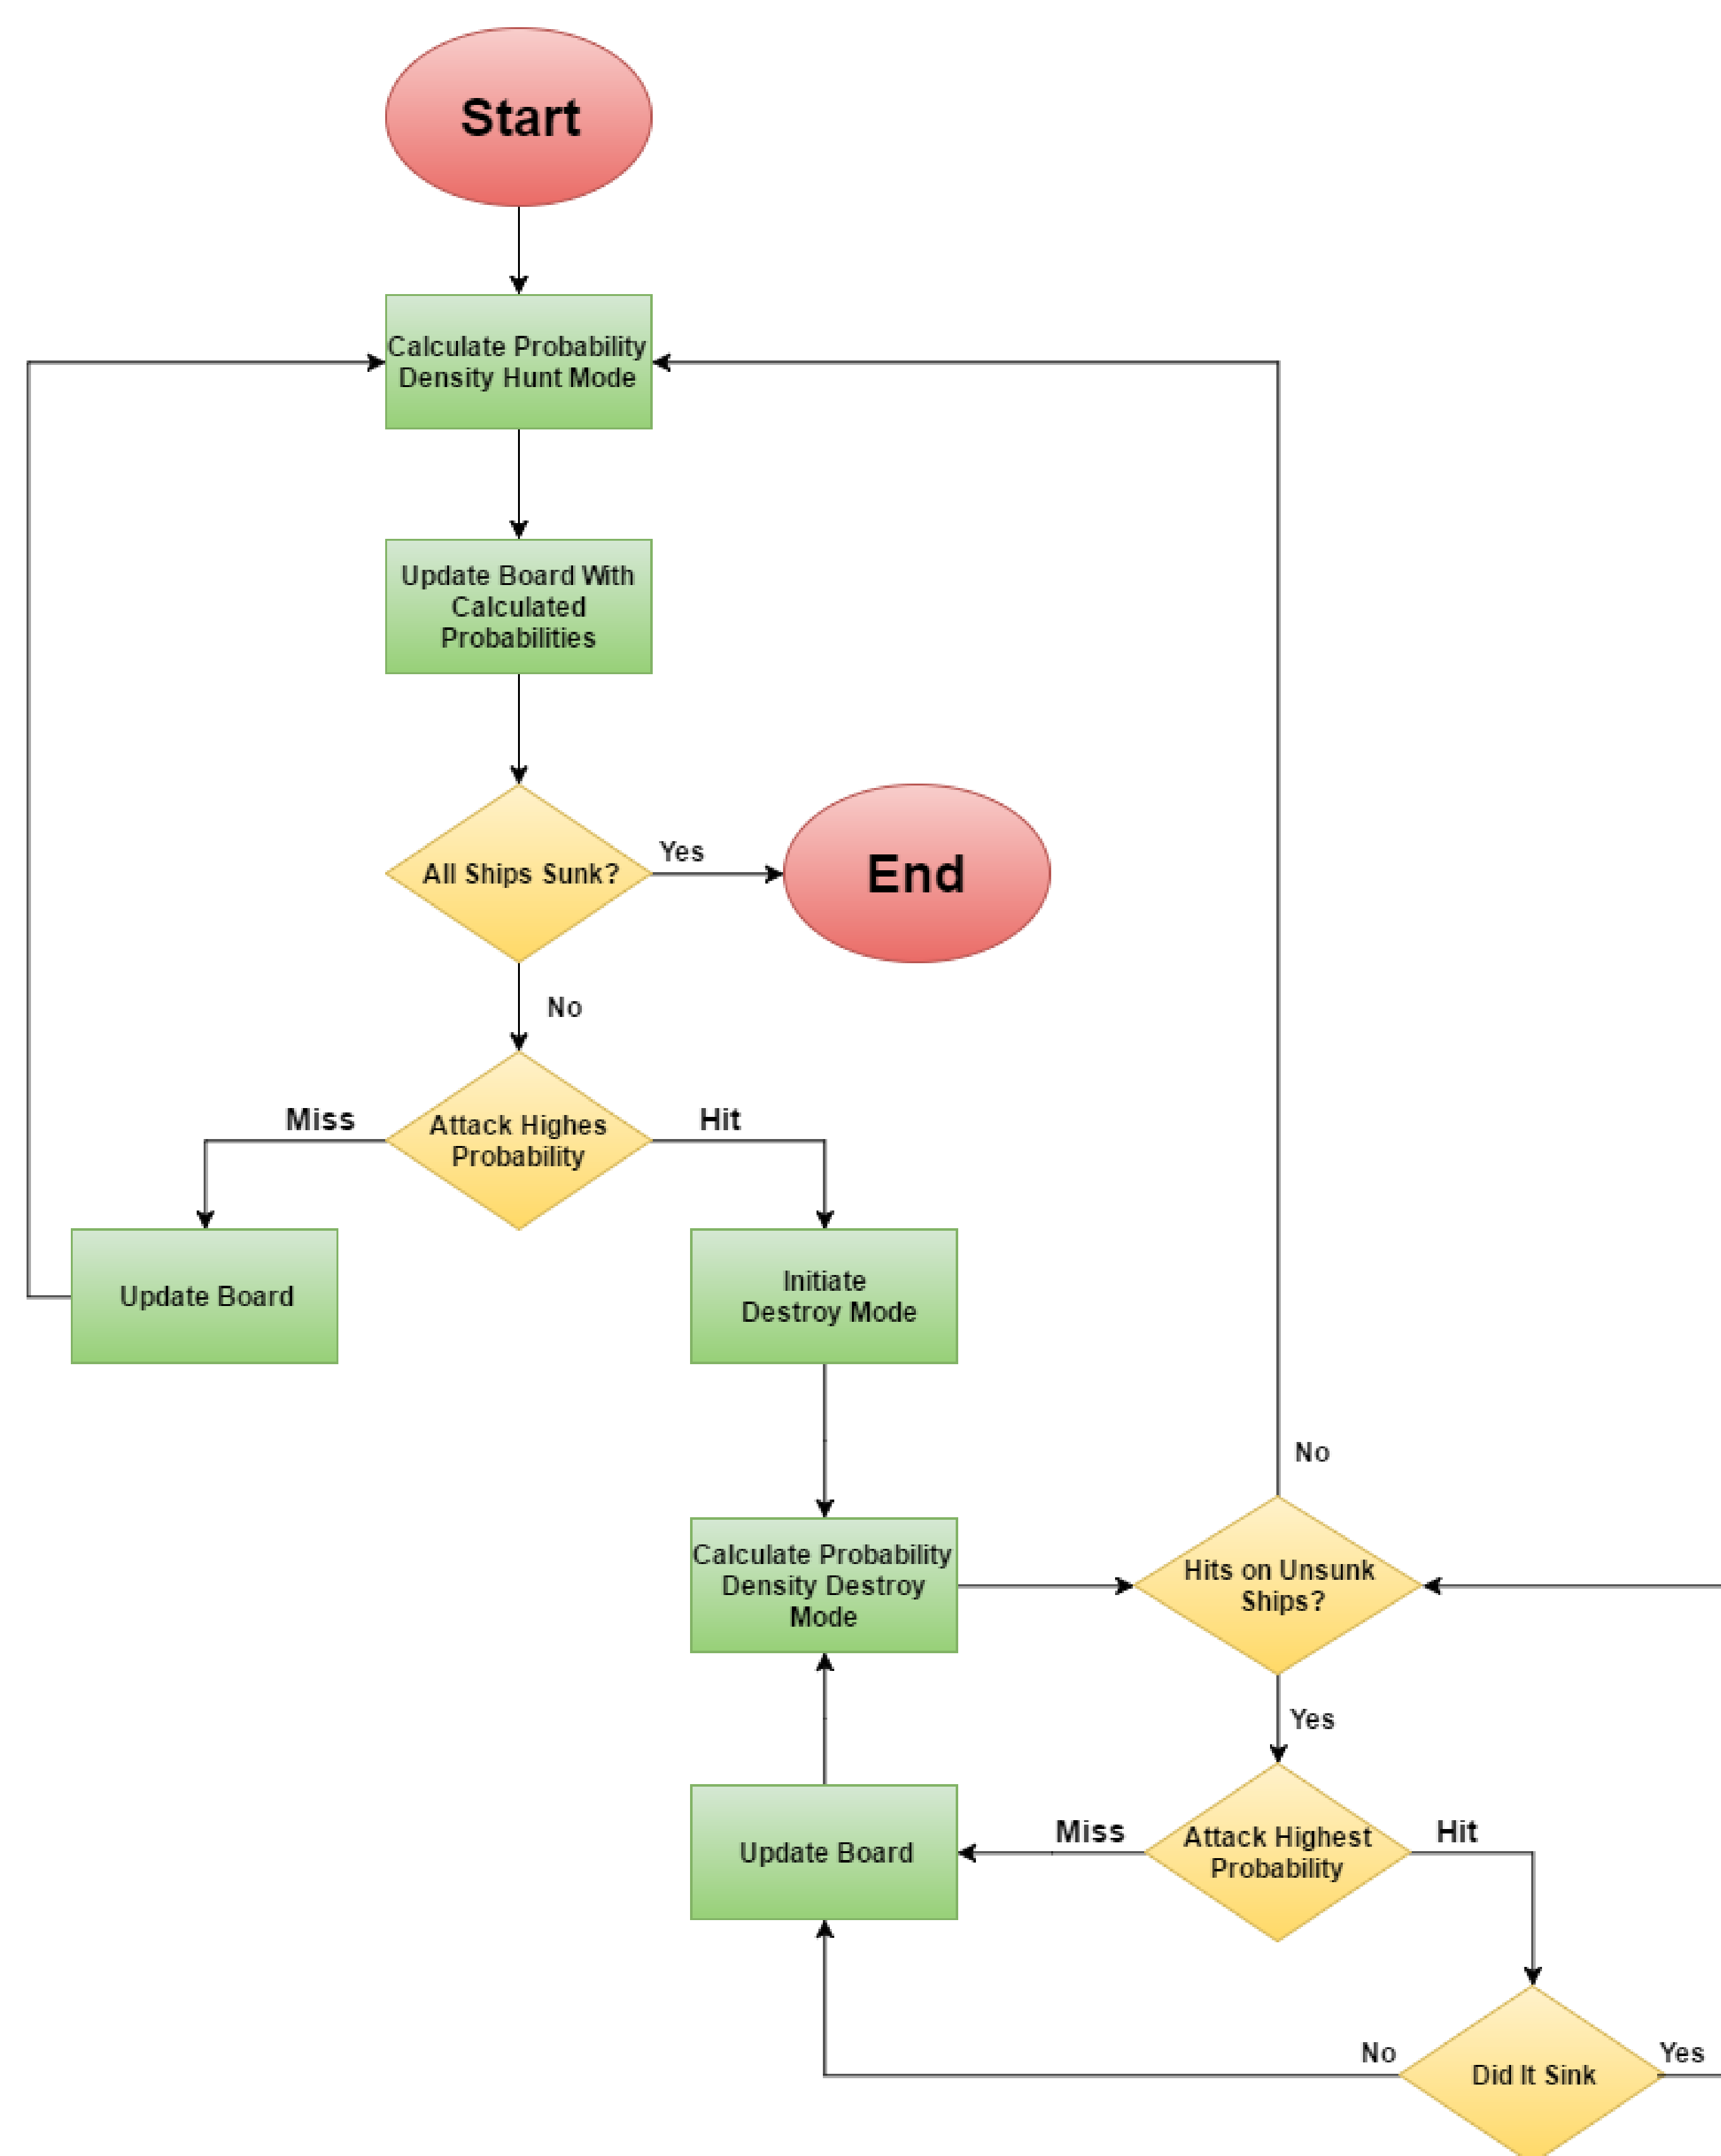 Start
Calculate Probability
Density Hunt Mode
Update Board With
Calculated
Probabilities
All Ships Sunk?
Yes
End
No
Attack Highes
Probability
Miss
Hit
Update Board
Initiate
Destroy Mode
No
Calculate Probability
Density Destroy
Mode
Hits on Unsunk
Ships?
Yes
Attack Highest
Probability
Miss
Hit
Update Board
No
Did It Sink
Yes